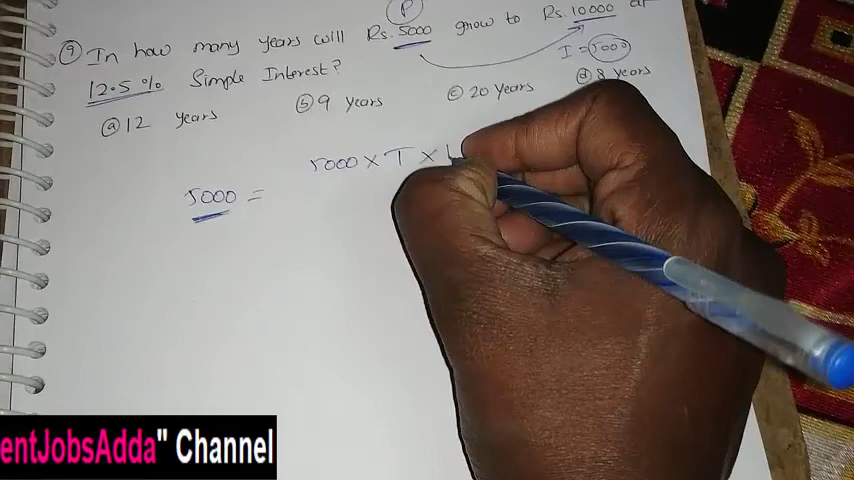 P
⑨ In how many years will Rs. 5000 grow to Rs. 10000 at
I = 5000
12.5 % Simple Interest?
ⓐ 12 years ⓑ 9 years ⓒ 20 years ⓓ 8 years
5000 = 5000 × T ×
entJobsAdda" Channel